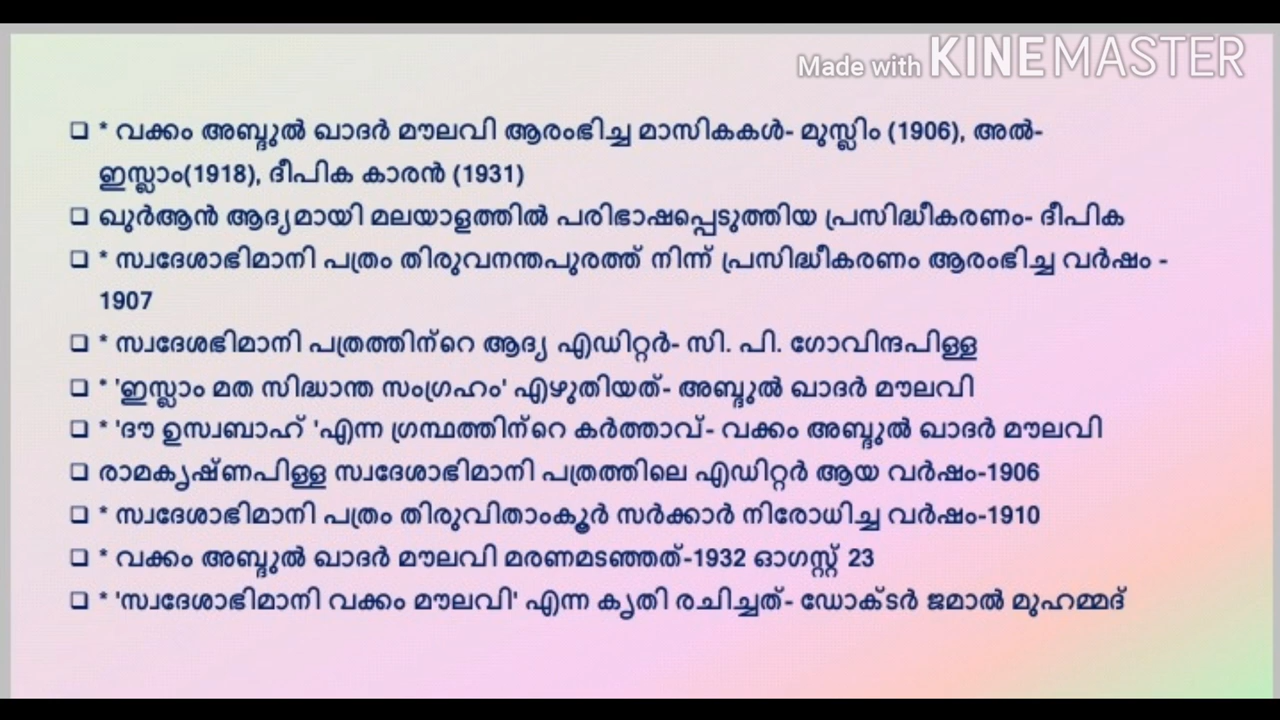 Made with KINEMASTER
❑ * വക്കം അബ്ദുൽ ഖാദർ മൗലവി ആരംഭിച്ച മാസികകൾ- മുസ്ലിം (1906), അൽ-
ഇസ്ലാം(1918), ദീപിക കാരൻ (1931)
❑ ഖുർആൻ ആദ്യമായി മലയാളത്തിൽ പരിഭാഷപ്പെടുത്തിയ പ്രസിദ്ധീകരണം- ദീപിക
❑ * സ്വദേശാഭിമാനി പത്രം തിരുവനന്തപുരത്ത് നിന്ന് പ്രസിദ്ധീകരണം ആരംഭിച്ച വർഷം -
1907
❑ * സ്വദേശഭിമാനി പത്രത്തിന്റെ ആദ്യ എഡിറ്റർ- സി. പി. ഗോവിന്ദപിള്ള
❑ * 'ഇസ്ലാം മത സിദ്ധാന്ത സംഗ്രഹം' എഴുതിയത്- അബ്ദുൽ ഖാദർ മൗലവി
❑ * 'ദൗ ഉസ്വബാഹ് 'എന്ന ഗ്രന്ഥത്തിന്റെ കർത്താവ്- വക്കം അബ്ദുൽ ഖാദർ മൗലവി
❑ രാമകൃഷ്ണപിള്ള സ്വദേശാഭിമാനി പത്രത്തിലെ എഡിറ്റർ ആയ വർഷം-1906
❑ * സ്വദേശാഭിമാനി പത്രം തിരുവിതാംകൂർ സർക്കാർ നിരോധിച്ച വർഷം-1910
❑ * വക്കം അബ്ദുൽ ഖാദർ മൗലവി മരണമടഞ്ഞത്-1932 ഓഗസ്റ്റ് 23
❑ * 'സ്വദേശാഭിമാനി വക്കം മൗലവി' എന്ന കൃതി രചിച്ചത്- ഡോക്ടർ ജമാൽ മുഹമ്മദ്